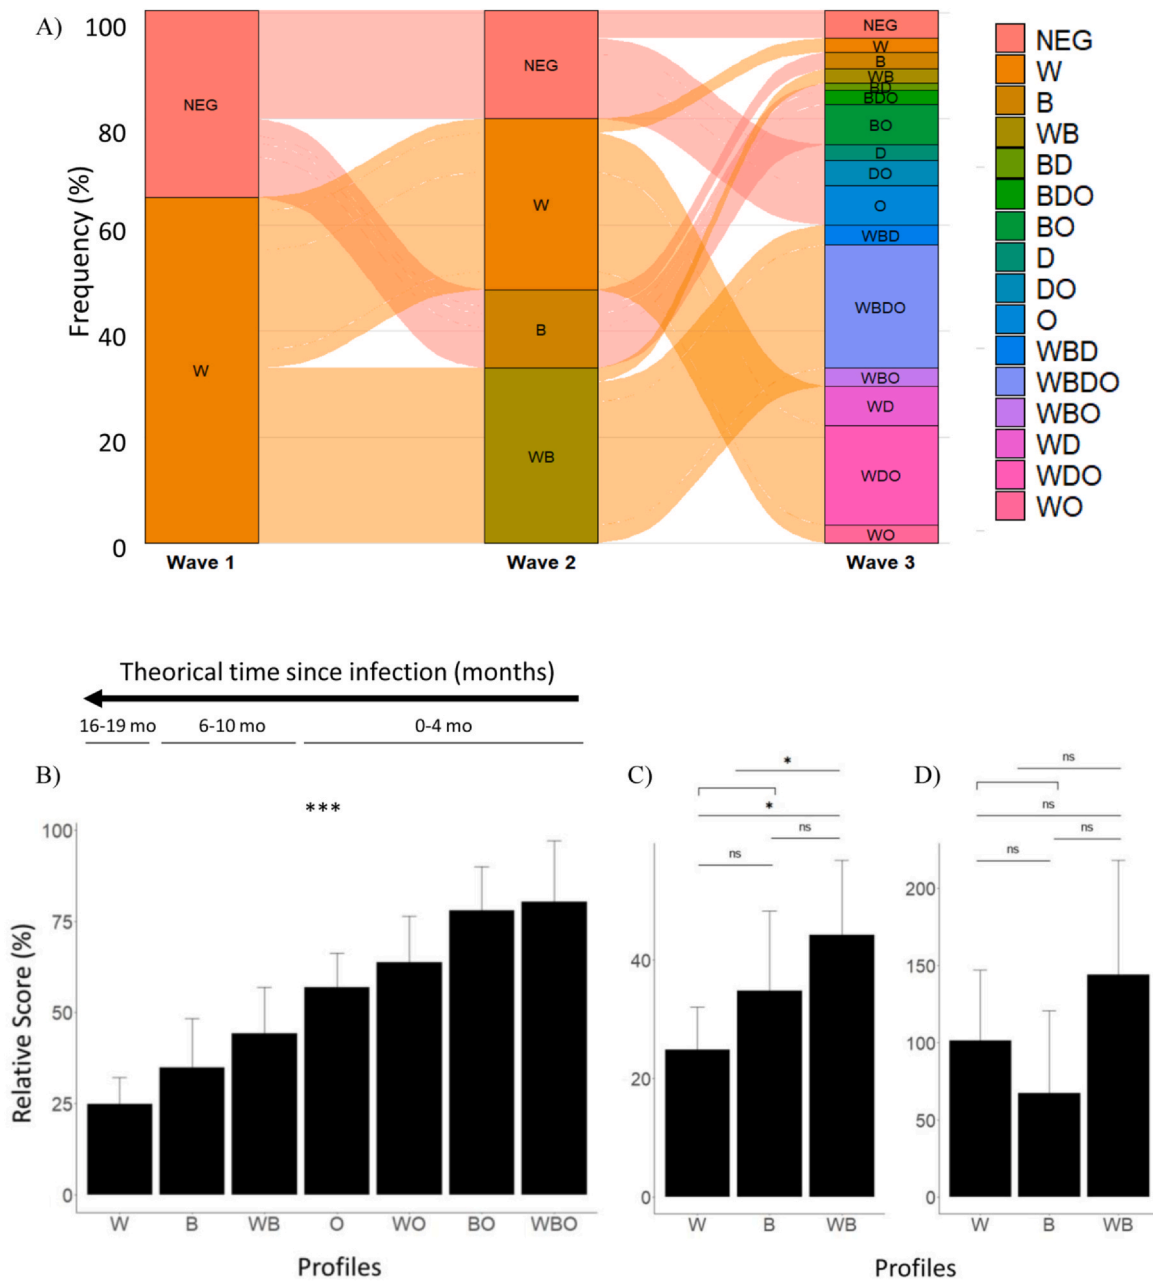 A)
Frequency (%)
100
80
60
40
20
0
NEG
W
NEG
W
B
WB
NEG
W
B
WB
BD
BDO
BO
D
DO
O
WBD
WBDO
WBO
WD
WDO
WO
Wave 1
Wave 2
Wave 3
NEG
W
B
WB
BD
BDO
BO
D
DO
O
WBD
WBDO
WBO
WD
WDO
WO
Theorical time since infection (months)
16-19 mo
6-10 mo
0-4 mo
B)
***
Relative Score (%)
100
75
50
25
0
W
B
WB
O
WO
BO
WBO
Profiles
C)
*
*
ns
ns
40
20
0
W
B
WB
D)
ns
ns
ns
ns
200
150
100
50
0
W
B
WB
Profiles